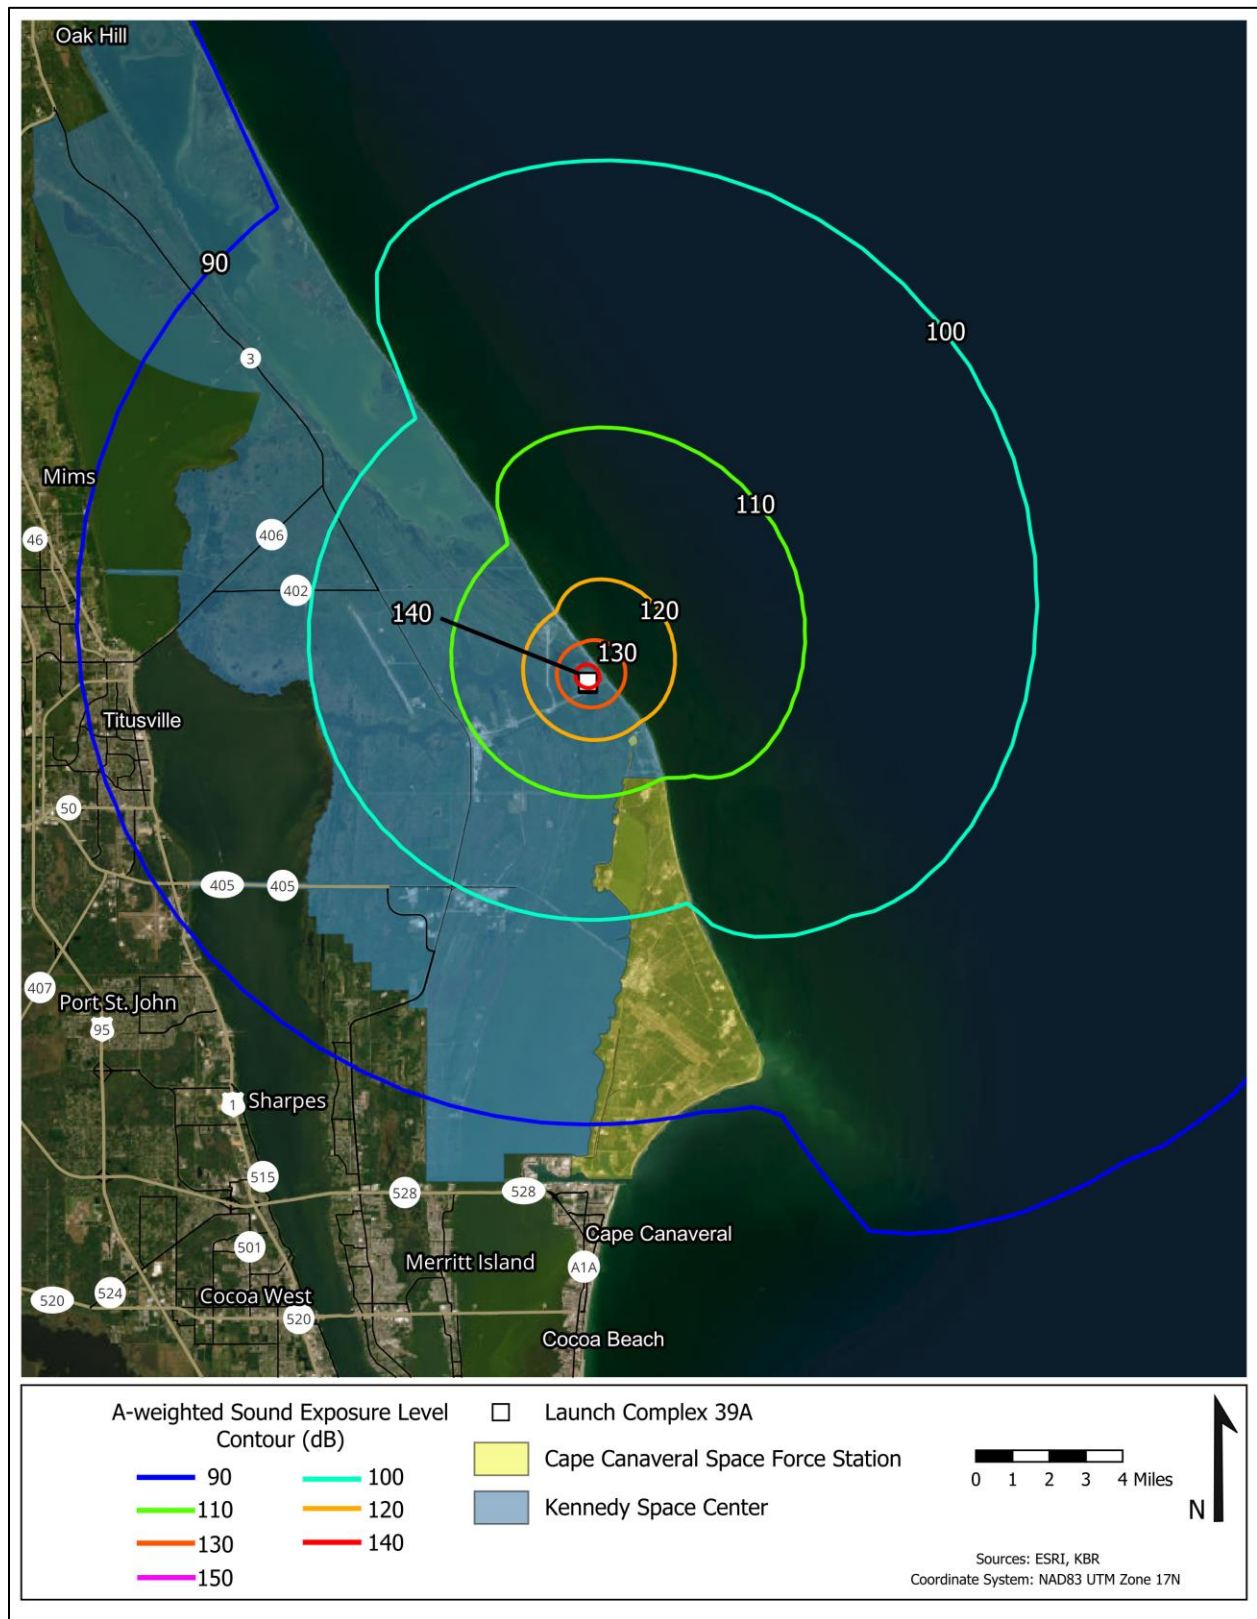 Oak Hill
90
3
100
Mims
110
46
406
402
140
120
130
Titusville
50
405
405
407
Port St. John
95
1
Sharpes
515
528
528
Cape Canaveral
501
Merritt Island
A1A
524
Cocoa West
520
520
Cocoa Beach
A-weighted Sound Exposure Level
Contour (dB)
90
100
110
120
130
140
150
Launch Complex 39A
Cape Canaveral Space Force Station
Kennedy Space Center
0 1 2 3 4 Miles
N
Sources: ESRI, KBR
Coordinate System: NAD83 UTM Zone 17N